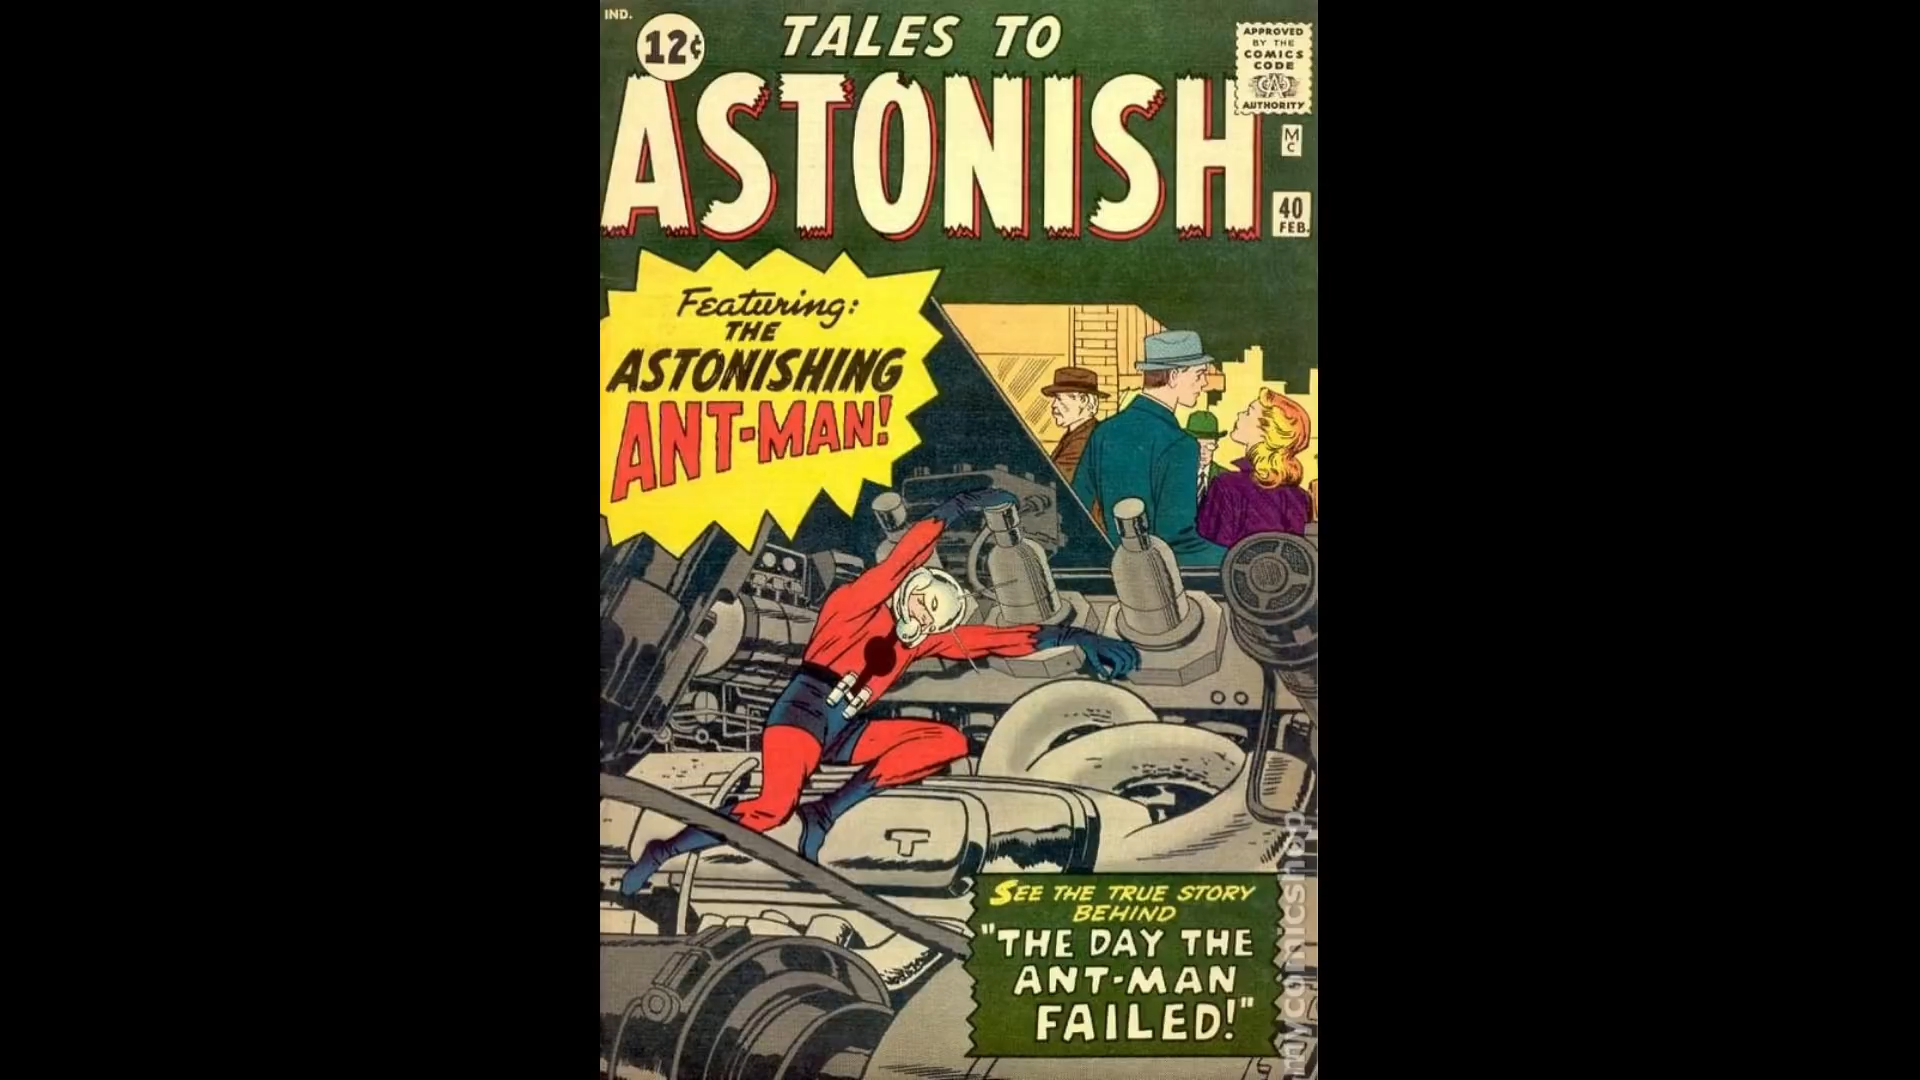 IND.
12¢
TALES TO
ASTONISH
APPROVED
BY THE
COMICS
CODE
CA
AUTHORITY
M
C
40
FEB.
Featuring:
THE
ASTONISHING
ANT-MAN!
T
SEE THE TRUE STORY
BEHIND
"THE DAY THE
ANT-MAN
FAILED!"
mycomicshop